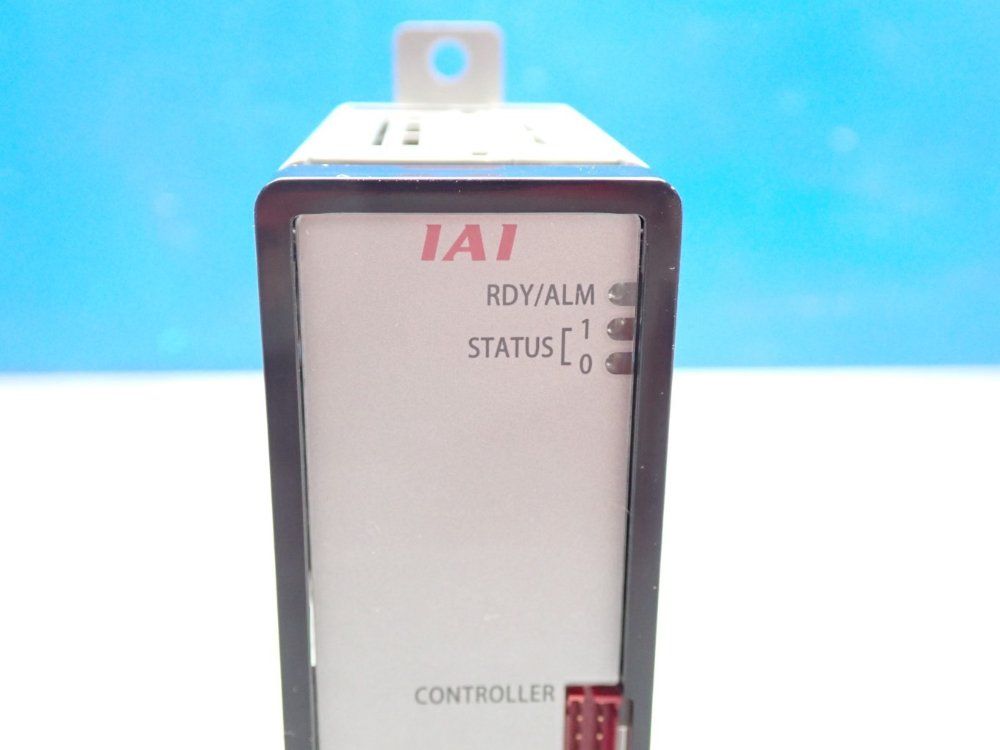 IAI
RDY/ALM
1
STATUS
0
CONTROLLER